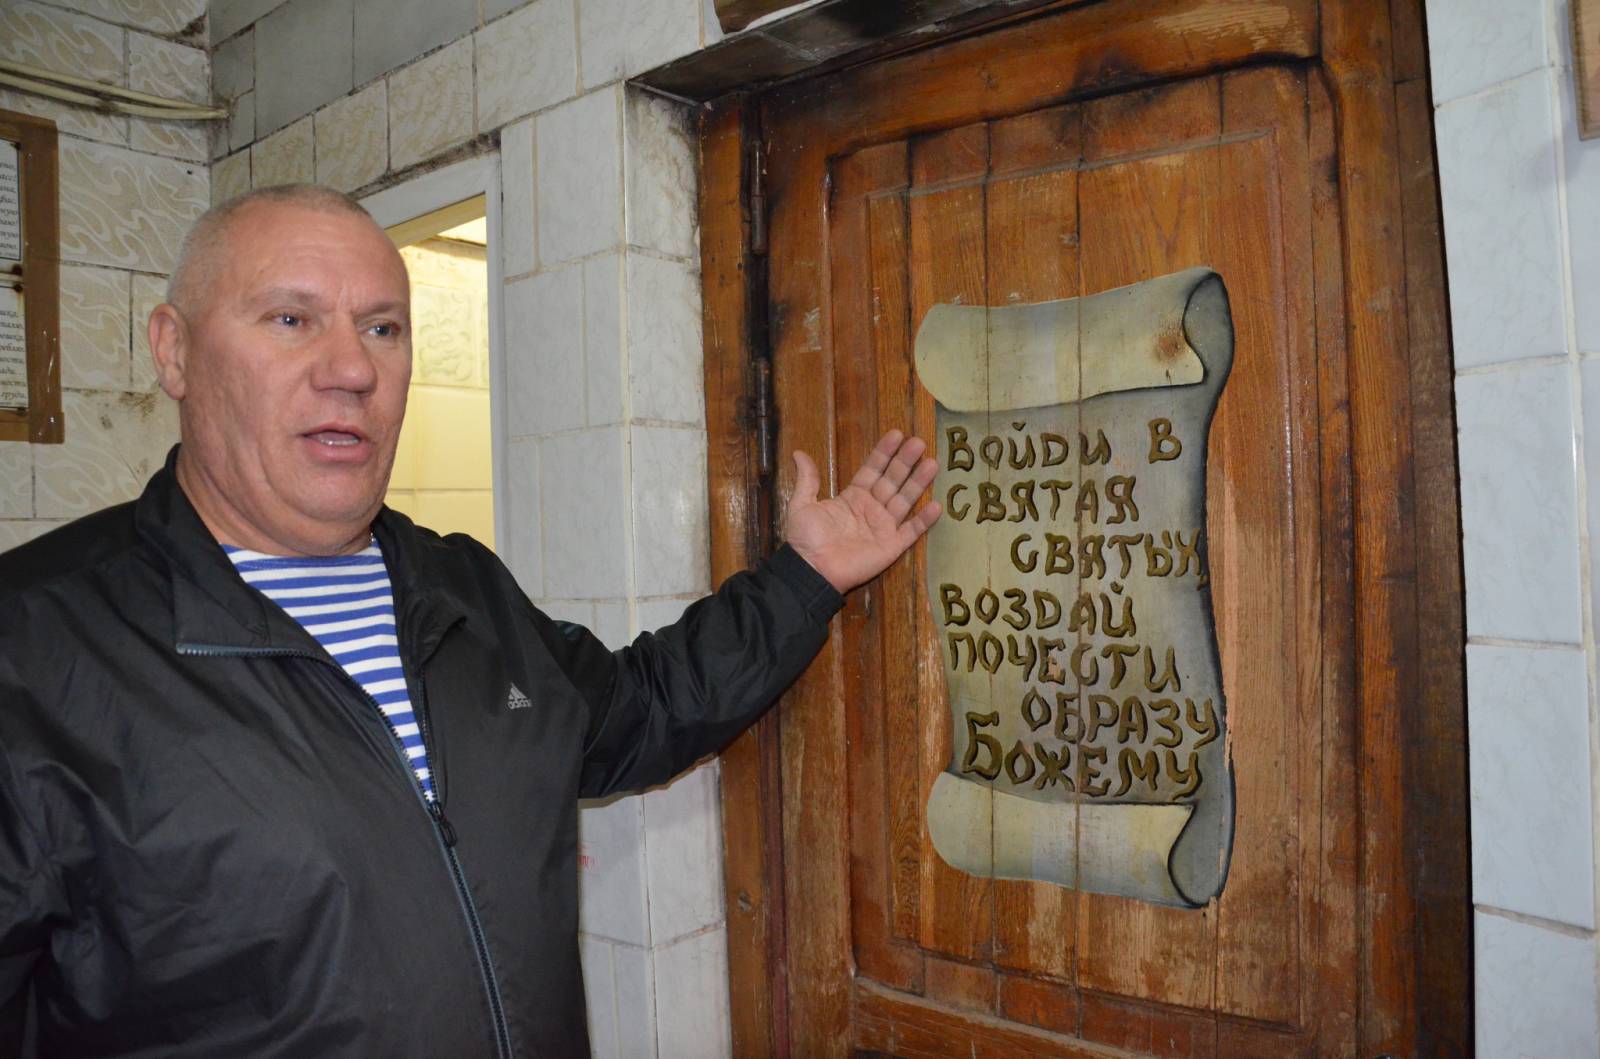 ВОЙДИ В
СВЯТАЯ
СВЯТЫХ,
ВОЗДАЙ
ПОЧЕСТИ
ОБРАЗУ
БОЖЕМУ
adidas